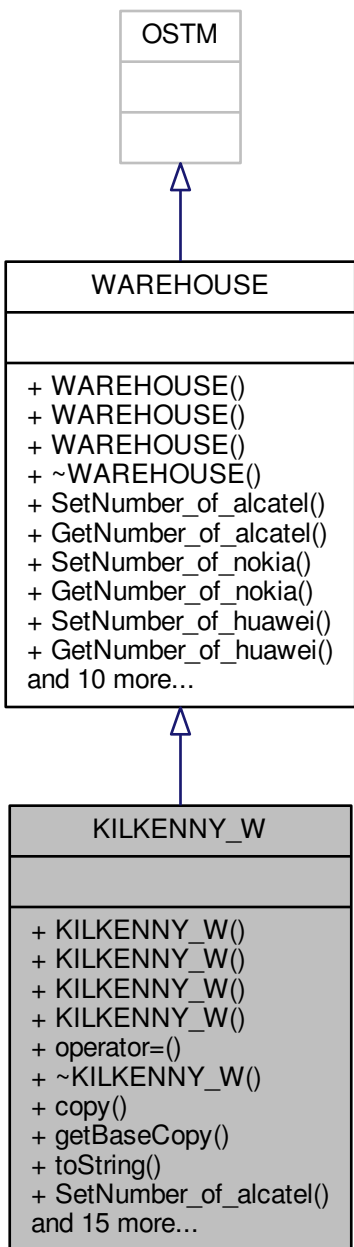 OSTM
WAREHOUSE
+ WAREHOUSE()
+ WAREHOUSE()
+ WAREHOUSE()
+ ~WAREHOUSE()
+ SetNumber_of_alcatel()
+ GetNumber_of_alcatel()
+ SetNumber_of_nokia()
+ GetNumber_of_nokia()
+ SetNumber_of_huawei()
+ GetNumber_of_huawei()
and 10 more...
KILKENNY_W
+ KILKENNY_W()
+ KILKENNY_W()
+ KILKENNY_W()
+ KILKENNY_W()
+ operator=()
+ ~KILKENNY_W()
+ copy()
+ getBaseCopy()
+ toString()
+ SetNumber_of_alcatel()
and 15 more...